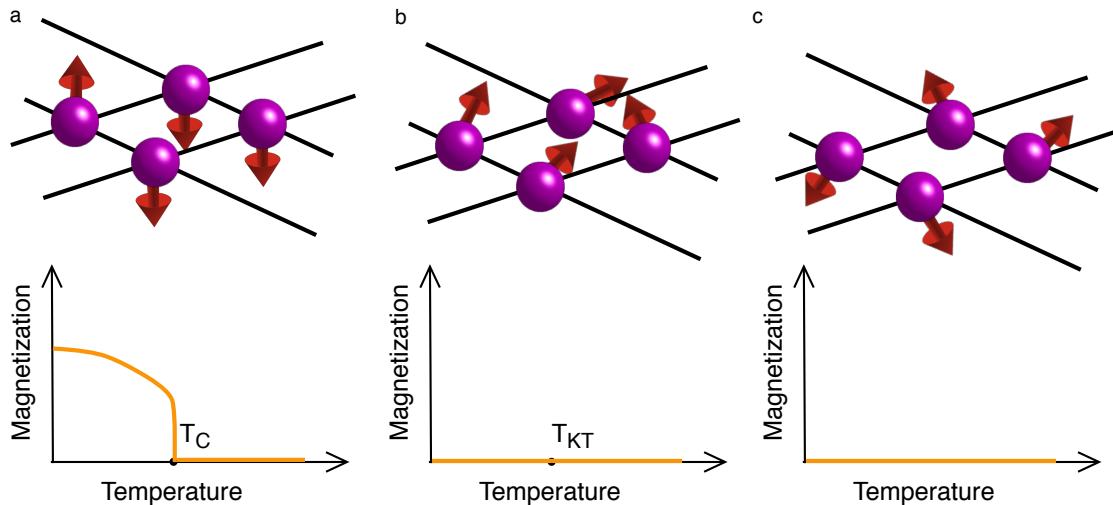 a
b
c
Magnetization
T_C
Temperature
Magnetization
T_KT
Temperature
Magnetization
Temperature